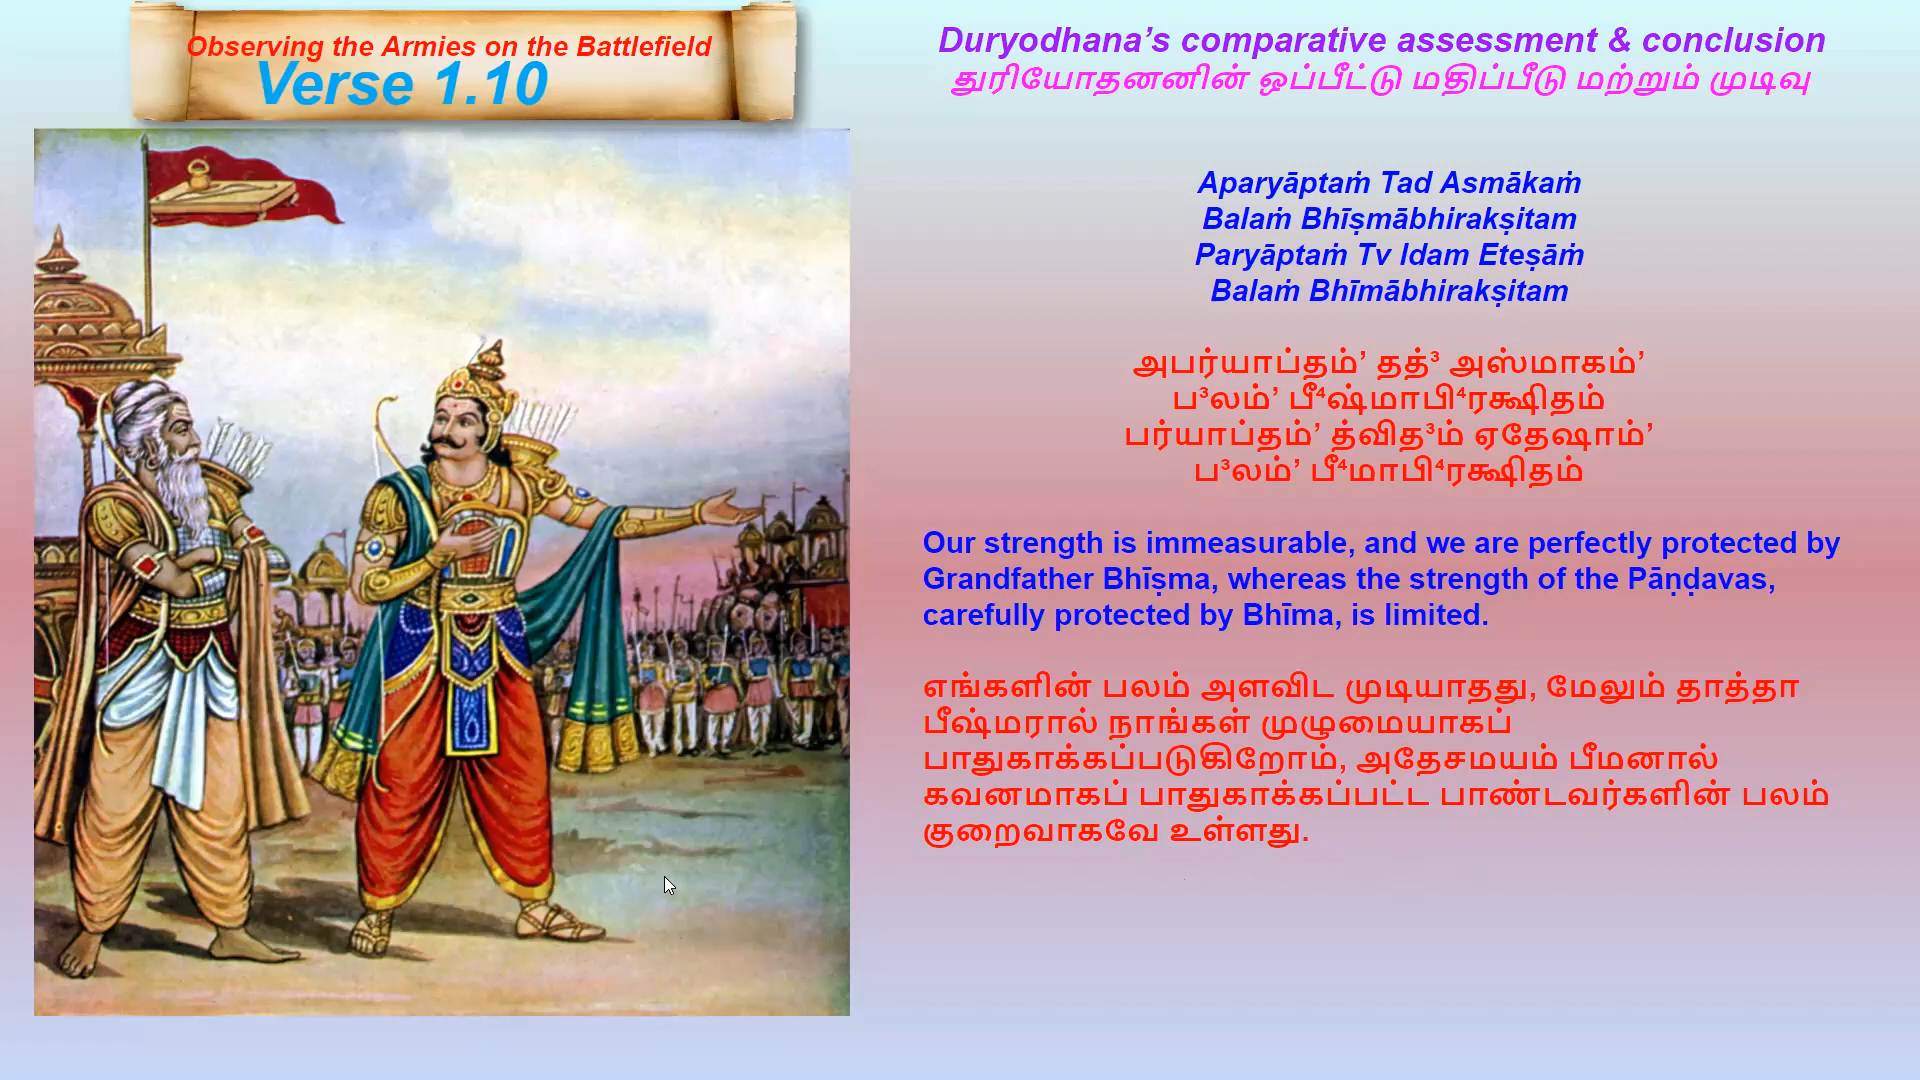 Observing the Armies on the Battlefield
Verse 1.10
Duryodhana’s comparative assessment & conclusion
துரியோதனனின் ஒப்பீட்டு மதிப்பீடு மற்றும் முடிவு
Aparyāptaṁ Tad Asmākaṁ
Balaṁ Bhīṣmābhirakṣitam
Paryāptaṁ Tv Idam Eteṣāṁ
Balaṁ Bhīmābhirakṣitam
அபர்யாப்தம்’ தத்³ அஸ்மாகம்’
ப³லம்’ பீ⁴ஷ்மாபி⁴ரக்ஷிதம்
பர்யாப்தம்’ த்வித³ம் ஏதேஷாம்’
ப³லம்’ பீ⁴மாபி⁴ரக்ஷிதம்
Our strength is immeasurable, and we are perfectly protected by
Grandfather Bhīṣma, whereas the strength of the Pāṇḍavas,
carefully protected by Bhīma, is limited.
எங்களின் பலம் அளவிட முடியாதது, மேலும் தாத்தா
பீஷ்மரால் நாங்கள் முழுமையாகப்
பாதுகாக்கப்படுகிறோம், அதேசமயம் பீமனால்
கவனமாகப் பாதுகாக்கப்பட்ட பாண்டவர்களின் பலம்
குறைவாகவே உள்ளது.